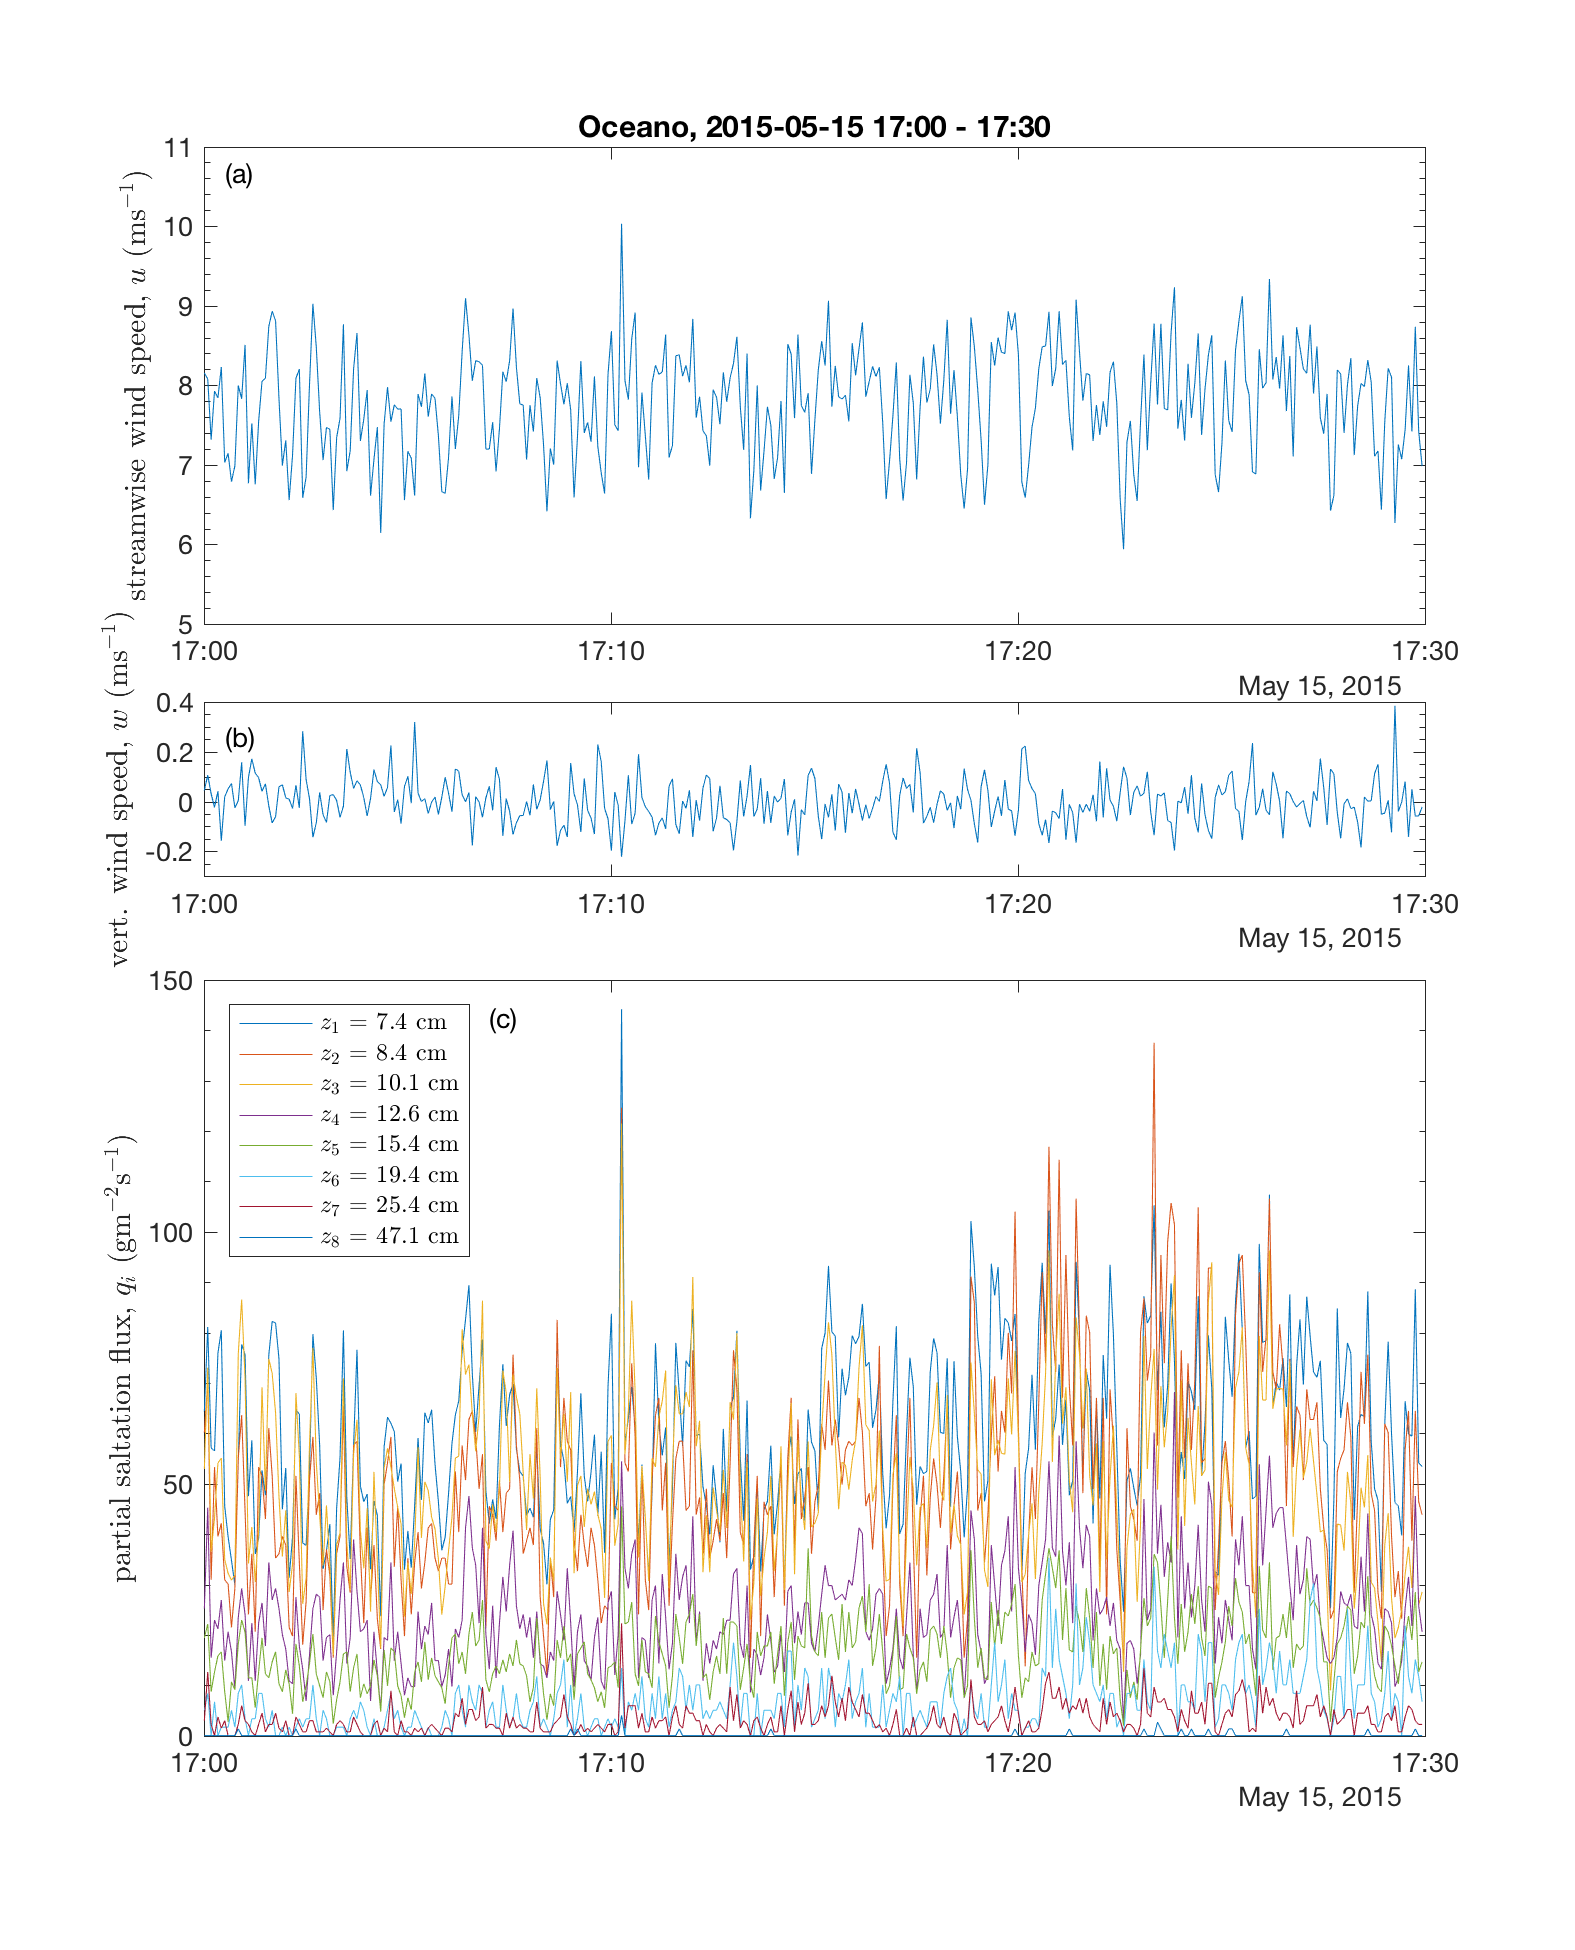 Oceano, 2015-05-15 17:00 - 17:30
streamwise wind speed, u (ms⁻¹)
11
10
9
8
7
6
5
(a)
17:00
17:10
17:20
17:30
May 15, 2015
vert. wind speed, w (ms⁻¹)
0.4
0.2
0
-0.2
(b)
17:00
17:10
17:20
17:30
May 15, 2015
partial saltation flux, qᵢ (gm⁻²s⁻¹)
150
100
50
0
(c)
z₁ = 7.4 cm
z₂ = 8.4 cm
z₃ = 10.1 cm
z₄ = 12.6 cm
z₅ = 15.4 cm
z₆ = 19.4 cm
z₇ = 25.4 cm
z₈ = 47.1 cm
17:00
17:10
17:20
17:30
May 15, 2015